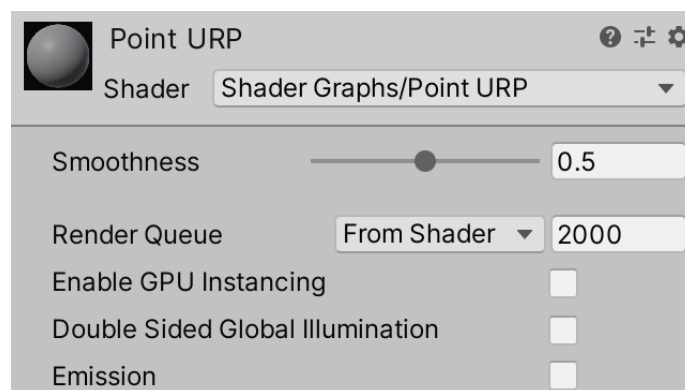 Point URP
Shader Shader Graphs/Point URP
Smoothness 0.5
Render Queue From Shader 2000
Enable GPU Instancing
Double Sided Global Illumination
Emission